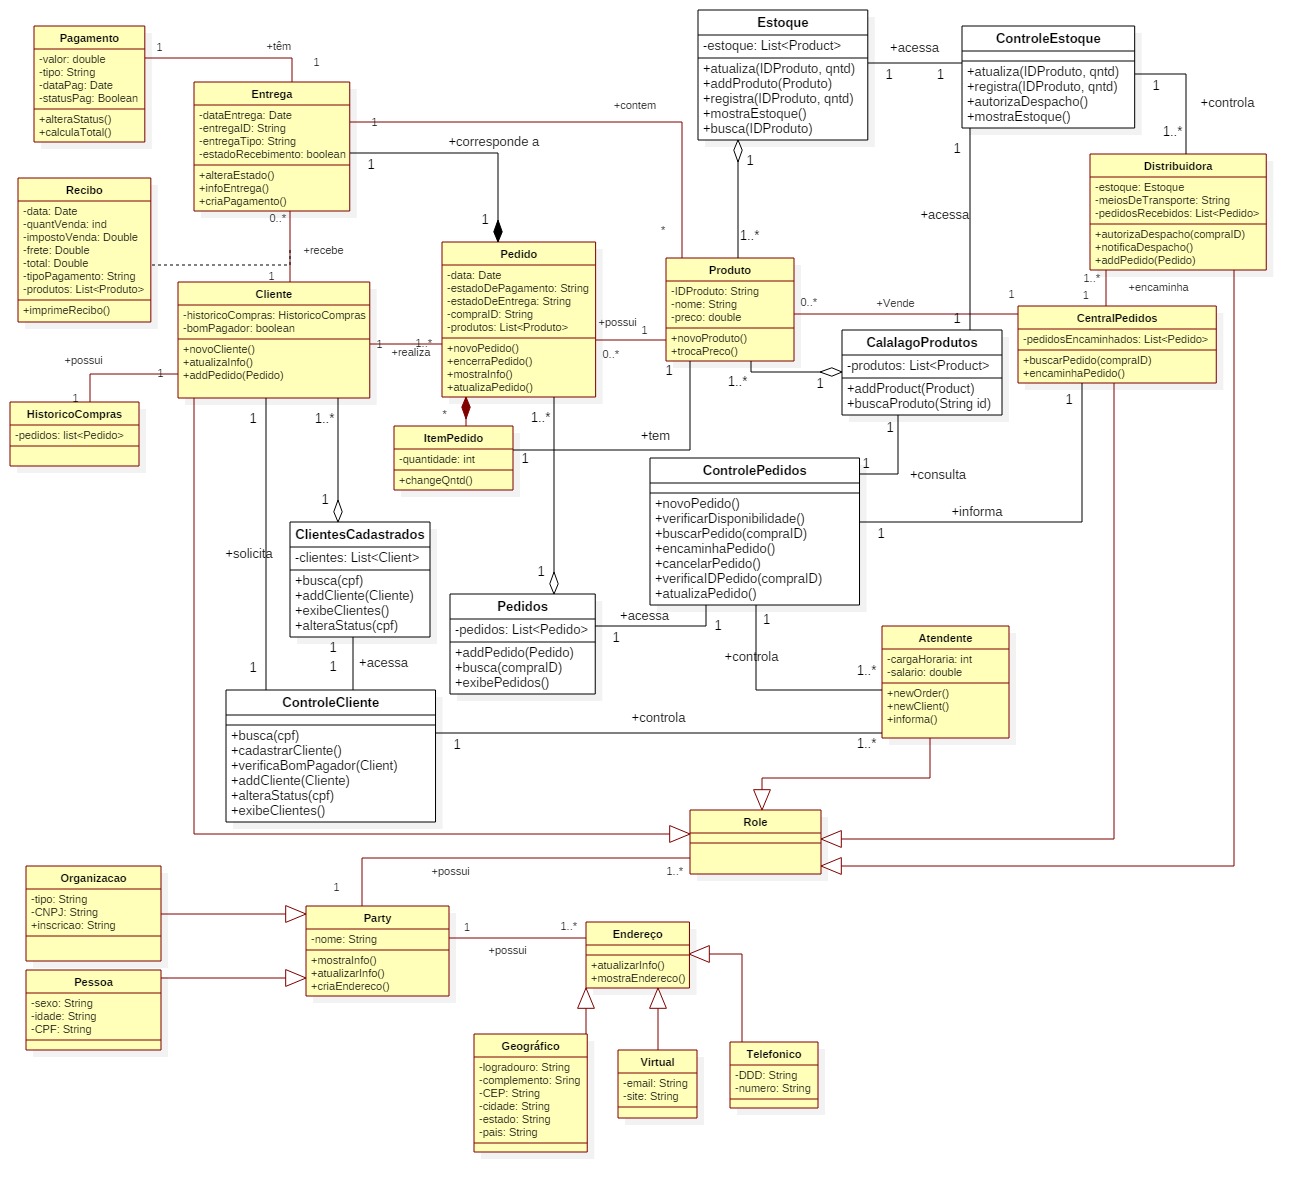 Pagamento
-valor: double
-tipo: String
-dataPag: Date
-statusPag: Boolean
+alteraStatus()
+calculaTotal()
1
+têm
1
Entrega
-dataEntrega: Date
-entregaID: String
-entregaTipo: String
-estadoRecebimento: boolean
+alteraEstado()
+infoEntrega()
+criaPagamento()
1
+contem
*
1
+corresponde a
1
0..*
+recebe
1
Recibo
-data: Date
-quantVenda: ind
-impostoVenda: Double
-frete: Double
-total: Double
-tipoPagamento: String
-produtos: List<Produto>
+imprimeRecibo()
Cliente
-historicoCompras: HistoricoCompras
-bomPagador: boolean
+novoCliente()
+atualizaInfo()
+addPedido(Pedido)
+possui
1
1
HistoricoCompras
-pedidos: list<Pedido>
1
1..*
+realiza
Pedido
-data: Date
-estadoDePagamento: String
-estadoDeEntrega: String
-compraID: String
-produtos: List<Produto>
+novoPedido()
+encerraPedido()
+mostraInfo()
+atualizaPedido()
+possui
1
0..*
*
ItemPedido
-quantidade: int
+changeQntd()
1
+tem
1
Estoque
-estoque: List<Product>
+atualiza(IDProduto, qntd)
+addProduto(Produto)
+registra(IDProduto, qntd)
+mostraEstoque()
+busca(IDProduto)
+acessa
1
1
1
1..*
ControleEstoque
+atualiza(IDProduto, qntd)
+registra(IDProduto, qntd)
+autorizaDespacho()
+mostraEstoque()
1
+controla
1..*
1
+acessa
1
Distribuidora
-estoque: Estoque
-meiosDeTransporte: String
-pedidosRecebidos: List<Pedido>
+autorizaDespacho(compraID)
+notificaDespacho()
+addPedido(Pedido)
1..*
+encaminha
1
Produto
-IDProduto: String
-nome: String
-preco: double
+novoProduto()
+trocaPreco()
0..*
+Vende
1
1..*
1
CentralPedidos
-pedidosEncaminhados: List<Pedido>
+buscarPedido(compraID)
+encaminhaPedido()
CalalagoProdutos
-produtos: List<Product>
+addProduct(Product)
+buscaProduto(String id)
1
+consulta
1
1
+informa
1
ControlePedidos
+novoPedido()
+verificarDisponibilidade()
+buscarPedido(compraID)
+encaminhaPedido()
+cancelarPedido()
+verificaIDPedido(compraID)
+atualizaPedido()
1
+solicita
1
1..*
1
ClientesCadastrados
-clientes: List<Client>
+busca(cpf)
+addCliente(Cliente)
+exibeClientes()
+alteraStatus(cpf)
1
1
+acessa
1..*
1
Pedidos
-pedidos: List<Pedido>
+addPedido(Pedido)
+busca(compraID)
+exibePedidos()
+acessa
1
1
1
+controla
1..*
Atendente
-cargaHoraria: int
-salario: double
+newOrder()
+newClient()
+informa()
ControleCliente
+busca(cpf)
+cadastrarCliente()
+verificaBomPagador(Client)
+addCliente(Cliente)
+alteraStatus(cpf)
+exibeClientes()
+controla
1
1..*
Role
+possui
1..*
1
Organizacao
-tipo: String
-CNPJ: String
+inscricao: String
Pessoa
-sexo: String
-idade: String
-CPF: String
Party
-nome: String
+mostraInfo()
+atualizarInfo()
+criaEndereco()
1
+possui
1..*
Endereço
+atualizarInfo()
+mostraEndereco()
Geográfico
-logradouro: String
-complemento: Sring
-CEP: String
-cidade: String
-estado: String
-pais: String
Virtual
-email: String
-site: String
Telefonico
-DDD: String
-numero: String